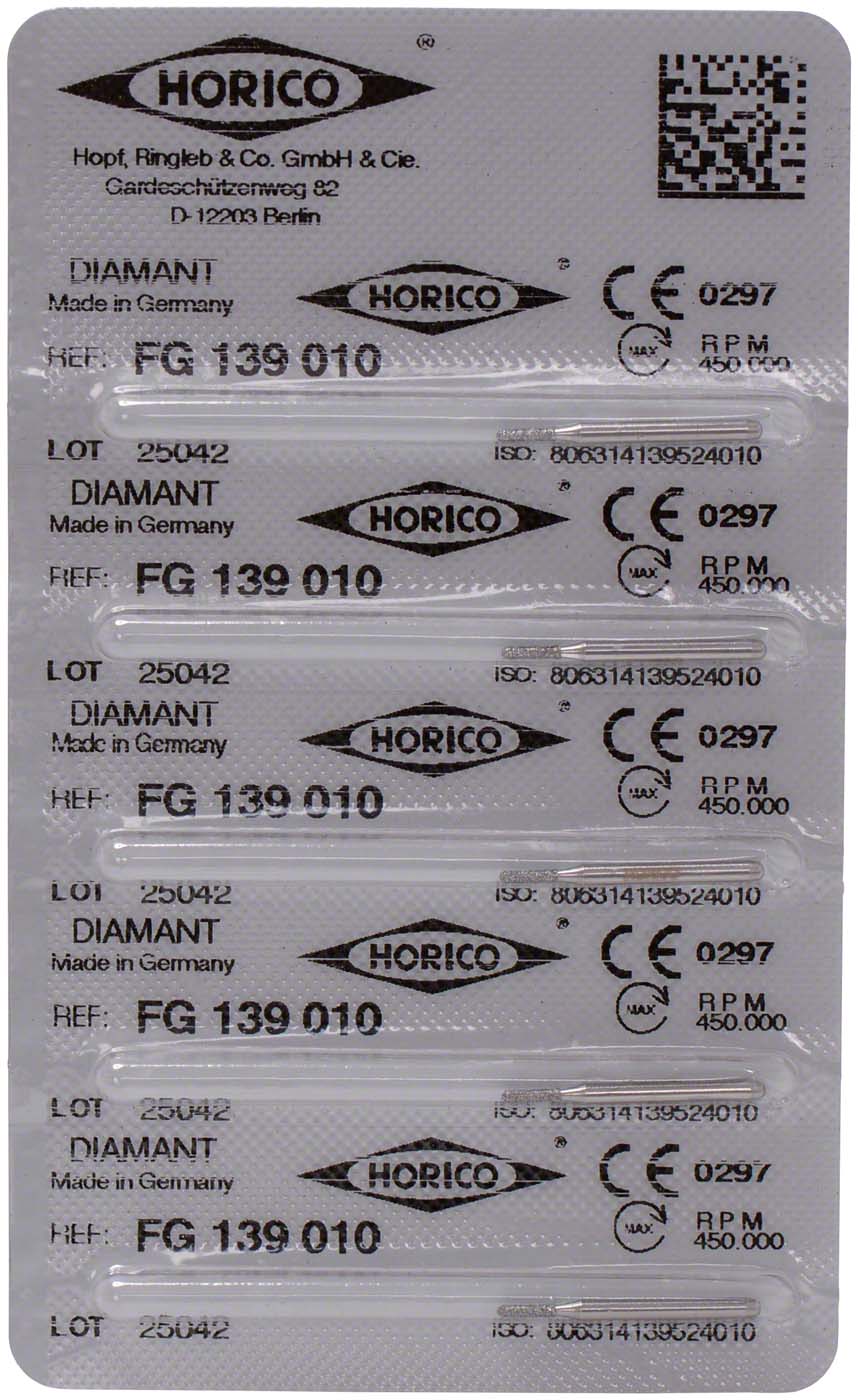 HORICO ®
Hopf, Ringleb & Co. GmbH & Cie.
Gardeschützenweg 82
D-12203 Berlin
DIAMANT
Made in Germany
HORICO ®
CE 0297
REF: FG 139 010
MAX
RPM
450.000
LOT 25042
ISO: 806314139524010
DIAMANT
Made in Germany
HORICO ®
CE 0297
REF: FG 139 010
MAX
RPM
450.000
LOT 25042
ISO: 806314139524010
DIAMANT
Made in Germany
HORICO ®
CE 0297
REF: FG 139 010
MAX
RPM
450.000
LOT 25042
ISO: 806314139524010
DIAMANT
Made in Germany
HORICO ®
CE 0297
REF: FG 139 010
MAX
RPM
450.000
LOT 25042
ISO: 806314139524010
DIAMANT
Made in Germany
HORICO ®
CE 0297
REF: FG 139 010
MAX
RPM
450.000
LOT 25042
ISO: 806314139524010